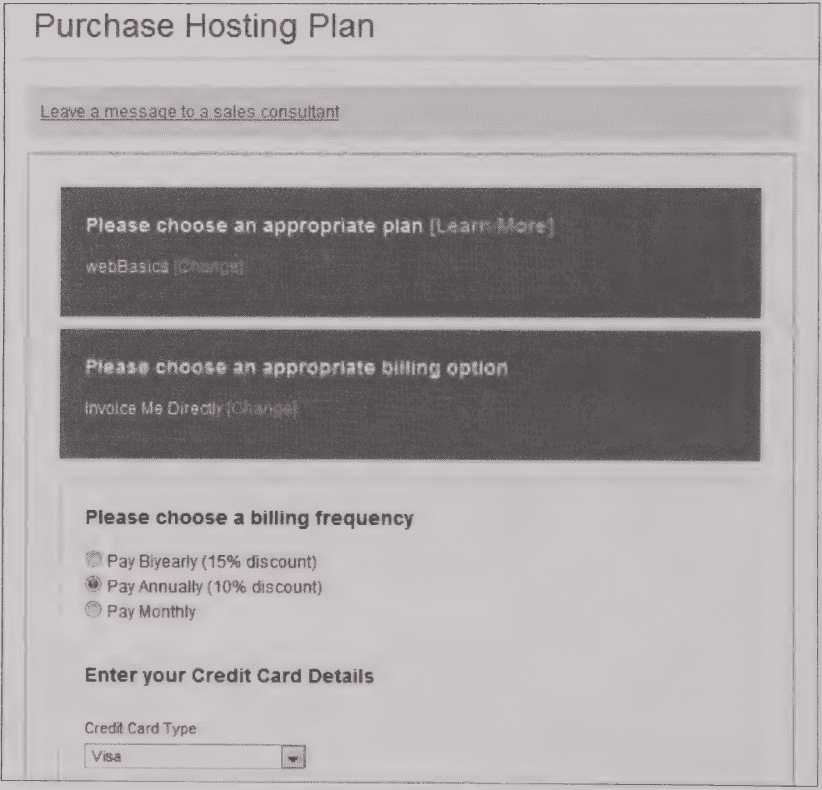 Purchase Hosting Plan
Leave a message to a sales consultant
Please choose an appropriate plan [Learn More]
webBasics [Change]
Please choose an appropriate billing option
Invoice Me Directly [Change]
Please choose a billing frequency
Pay Biyearly (15% discount)
Pay Annually (10% discount)
Pay Monthly
Enter your Credit Card Details
Credit Card Type
Visa